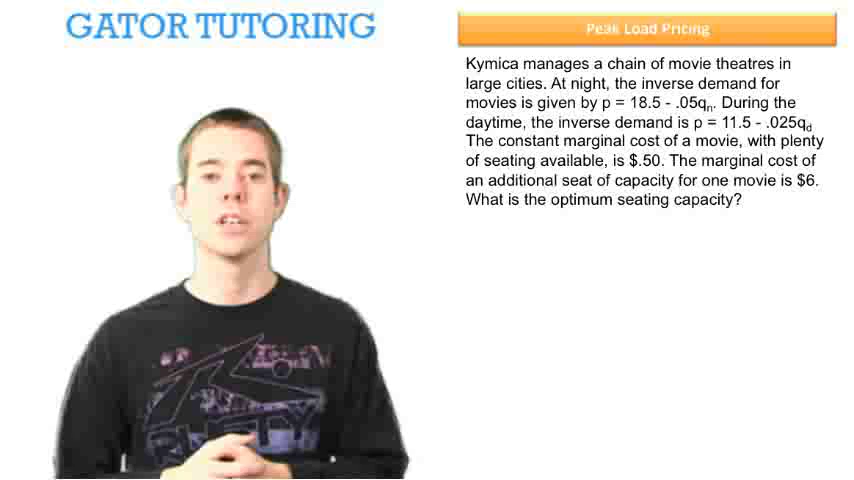 GATOR TUTORING
Peak Load Pricing
Kymica manages a chain of movie theatres in
large cities. At night, the inverse demand for
movies is given by p = 18.5 - .05qn. During the
daytime, the inverse demand is p = 11.5 - .025qd
The constant marginal cost of a movie, with plenty
of seating available, is $.50. The marginal cost of
an additional seat of capacity for one movie is $6.
What is the optimum seating capacity?
RUSTY